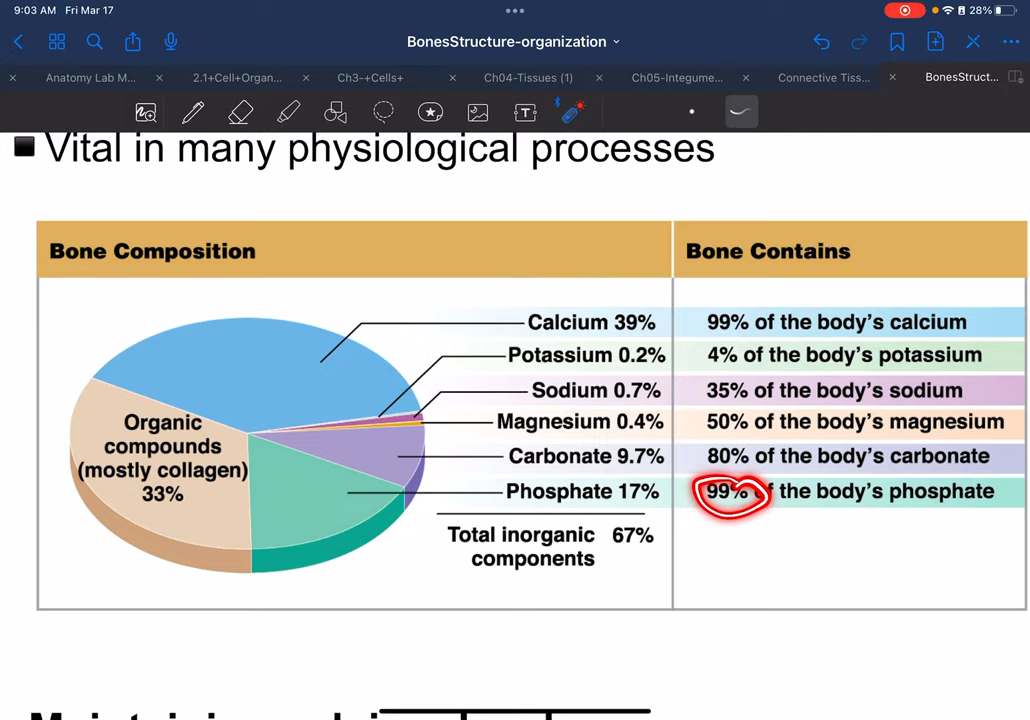 9:03 AM Fri Mar 17
28%
BonesStructure-organization
Anatomy Lab M...
2.1+Cell+Organ...
Ch3-+Cells+
Ch04-Tissues (1)
Ch05-Integume...
Connective Tiss...
BonesStruct...
Vital in many physiological processes
Bone Composition
Bone Contains
Calcium 39% 99% of the body's calcium
Potassium 0.2% 4% of the body's potassium
Sodium 0.7% 35% of the body's sodium
Magnesium 0.4% 50% of the body's magnesium
Carbonate 9.7% 80% of the body's carbonate
Phosphate 17% 99% of the body's phosphate
Organic
compounds
(mostly collagen)
33%
Total inorganic 67%
components